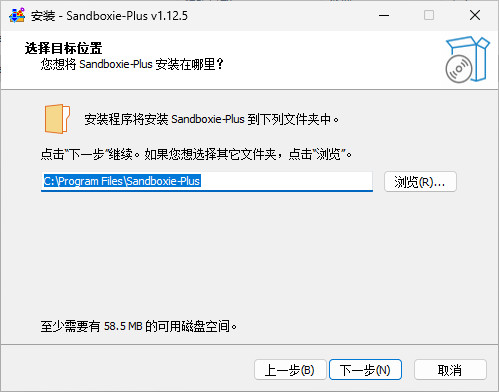 安装 - Sandboxie-Plus v1.12.5
选择目标位置
您想将 Sandboxie-Plus 安装在哪里？
安装程序将安装 Sandboxie-Plus 到下列文件夹中。
点击“下一步”继续。如果您想选择其它文件夹，点击“浏览”。
C:\Program Files\Sandboxie-Plus
浏览(R)...
至少需要有 58.5 MB 的可用磁盘空间。
上一步(B)
下一步(N)
取消